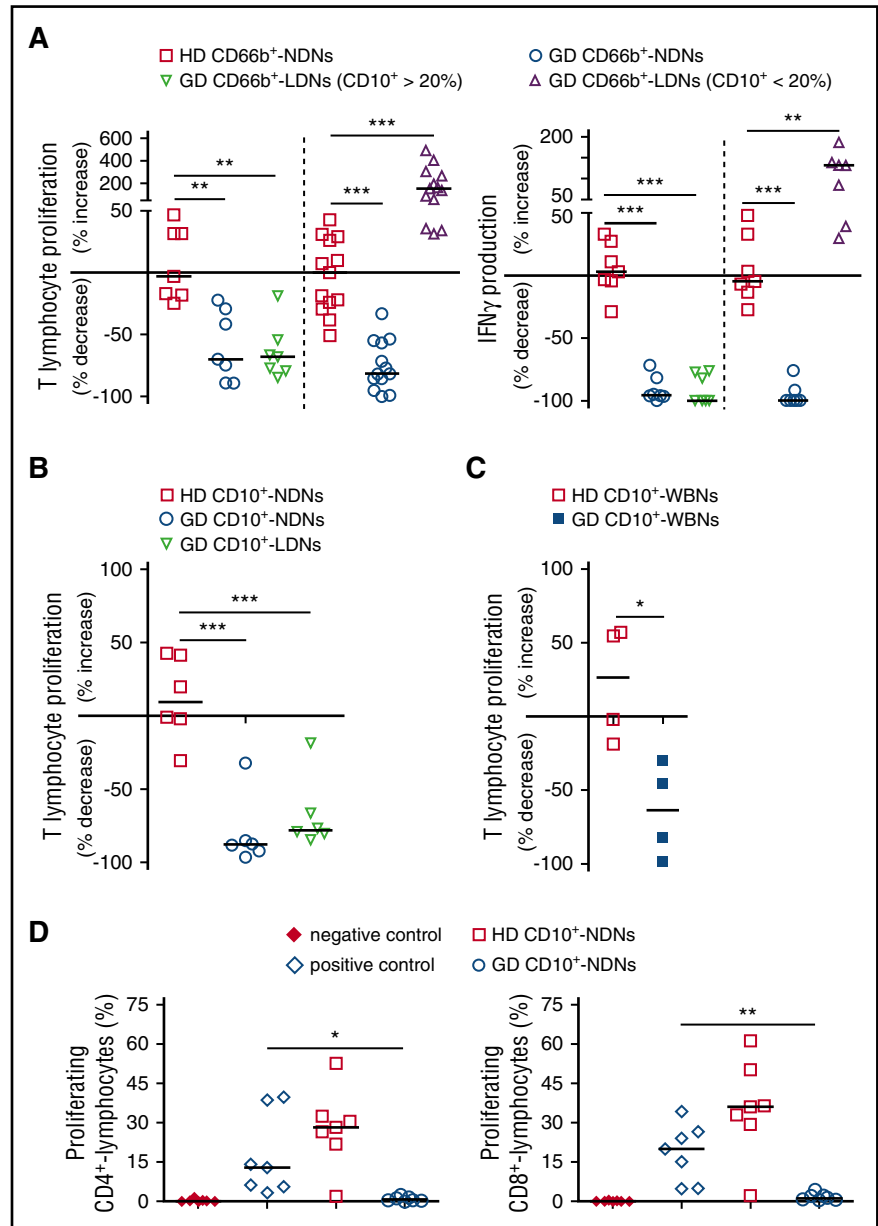 A
HD CD66b⁺-NDNs
GD CD66b⁺-NDNs
GD CD66b⁺-LDNs (CD10⁺ > 20%)
GD CD66b⁺-LDNs (CD10⁺ < 20%)
T lymphocyte proliferation
(% decrease) (% increase)
600
400
200
50
-50
-100
**
**
***
***
IFNγ production
(% decrease) (% increase)
200
50
50
-50
-100
***
***
**
***
B
HD CD10⁺-NDNs
GD CD10⁺-NDNs
GD CD10⁺-LDNs
T lymphocyte proliferation
(% decrease) (% increase)
100
50
-50
-100
***
***
C
HD CD10⁺-WBNs
GD CD10⁺-WBNs
T lymphocyte proliferation
(% decrease) (% increase)
100
50
-50
-100
*
D
negative control
HD CD10⁺-NDNs
positive control
GD CD10⁺-NDNs
Proliferating
CD4⁺-lymphocytes (%)
75
60
45
30
15
0
*
Proliferating
CD8⁺-lymphocytes (%)
75
60
45
30
15
0
**